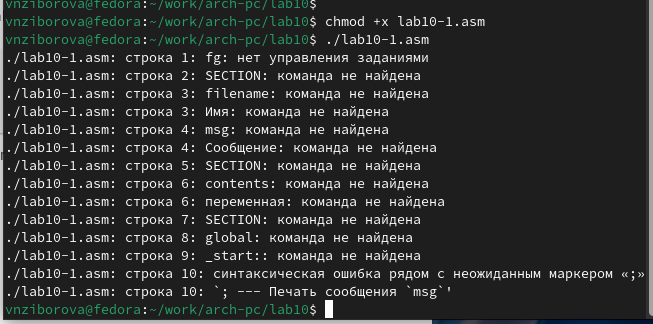 vnziborova@fedora:~/work/arch-pc/lab10$
vnziborova@fedora:~/work/arch-pc/lab10$ chmod +x lab10-1.asm
vnziborova@fedora:~/work/arch-pc/lab10$ ./lab10-1.asm
./lab10-1.asm: строка 1: fg: нет управления заданиями
./lab10-1.asm: строка 2: SECTION: команда не найдена
./lab10-1.asm: строка 3: filename: команда не найдена
./lab10-1.asm: строка 3: Имя: команда не найдена
./lab10-1.asm: строка 4: msg: команда не найдена
./lab10-1.asm: строка 4: Сообщение: команда не найдена
./lab10-1.asm: строка 5: SECTION: команда не найдена
./lab10-1.asm: строка 6: contents: команда не найдена
./lab10-1.asm: строка 6: переменная: команда не найдена
./lab10-1.asm: строка 7: SECTION: команда не найдена
./lab10-1.asm: строка 8: global: команда не найдена
./lab10-1.asm: строка 9: _start:: команда не найдена
./lab10-1.asm: строка 10: синтаксическая ошибка рядом с неожиданным маркером «;»
./lab10-1.asm: строка 10: `; --- Печать сообщения `msg`'
vnziborova@fedora:~/work/arch-pc/lab10$